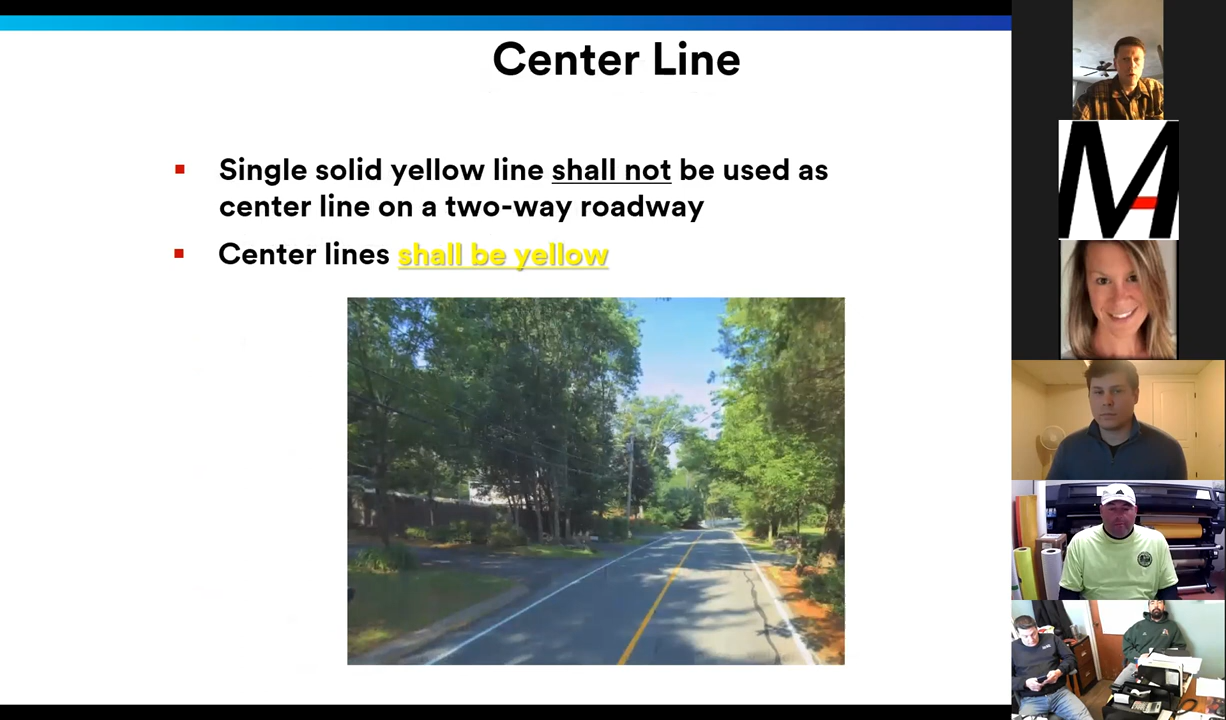 Center Line
Single solid yellow line shall not be used as
center line on a two-way roadway
Center lines shall be yellow
MA